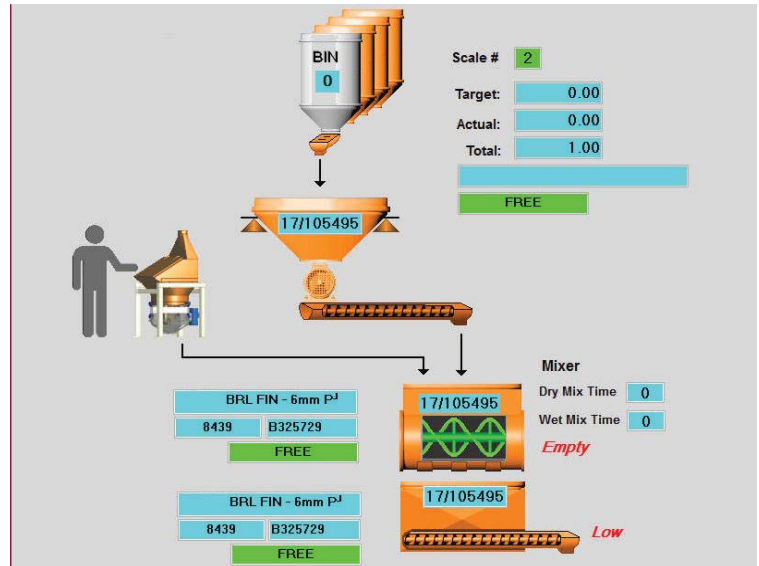 BIN
0
Scale # 2
Target: 0.00
Actual: 0.00
Total: 1.00
FREE
17/105495
Mixer
Dry Mix Time 0
Wet Mix Time 0
Empty
17/105495
BRL FIN - 6mm P┘
8439 B325729
FREE
17/105495
BRL FIN - 6mm P┘
8439 B325729
FREE
Low